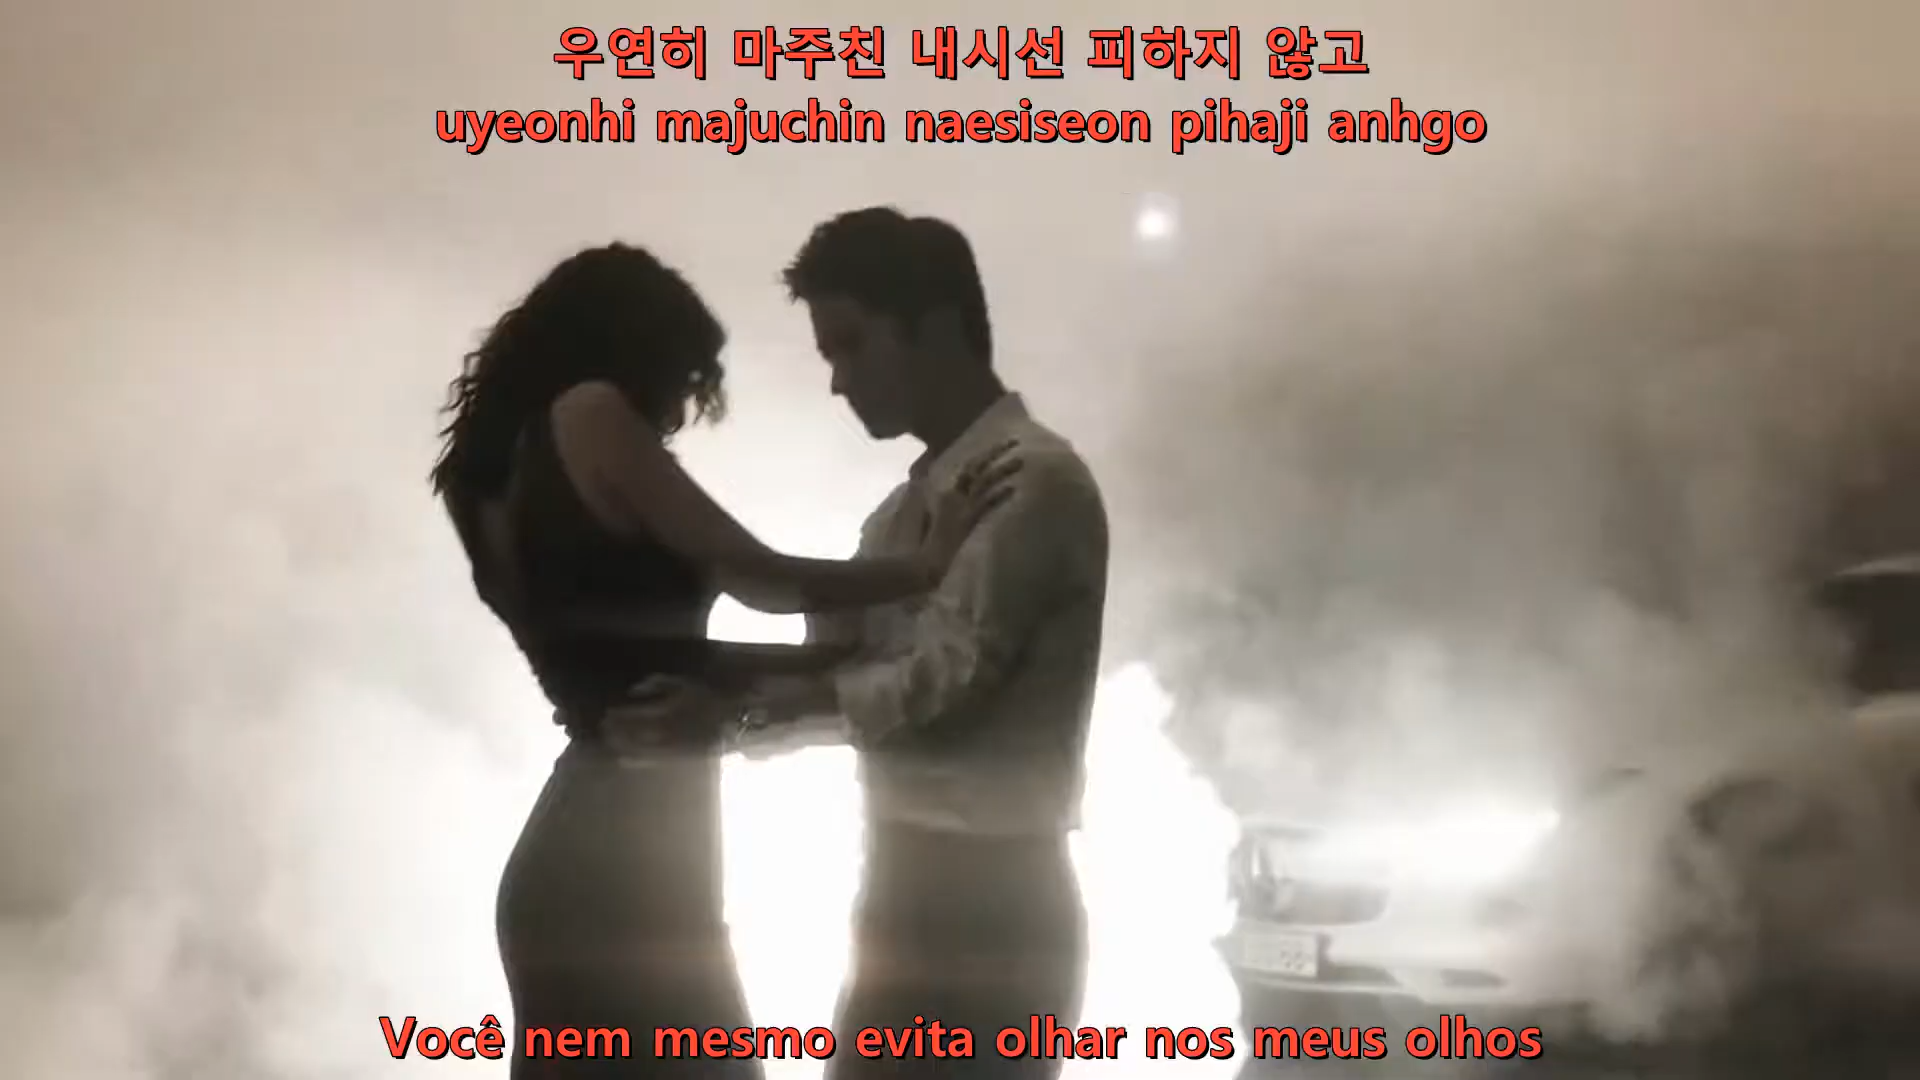 우연히 마주친 내시선 피하지 않고
uyeonhi majuchin naesiseon pihaji anhgo
Você nem mesmo evita olhar nos meus olhos